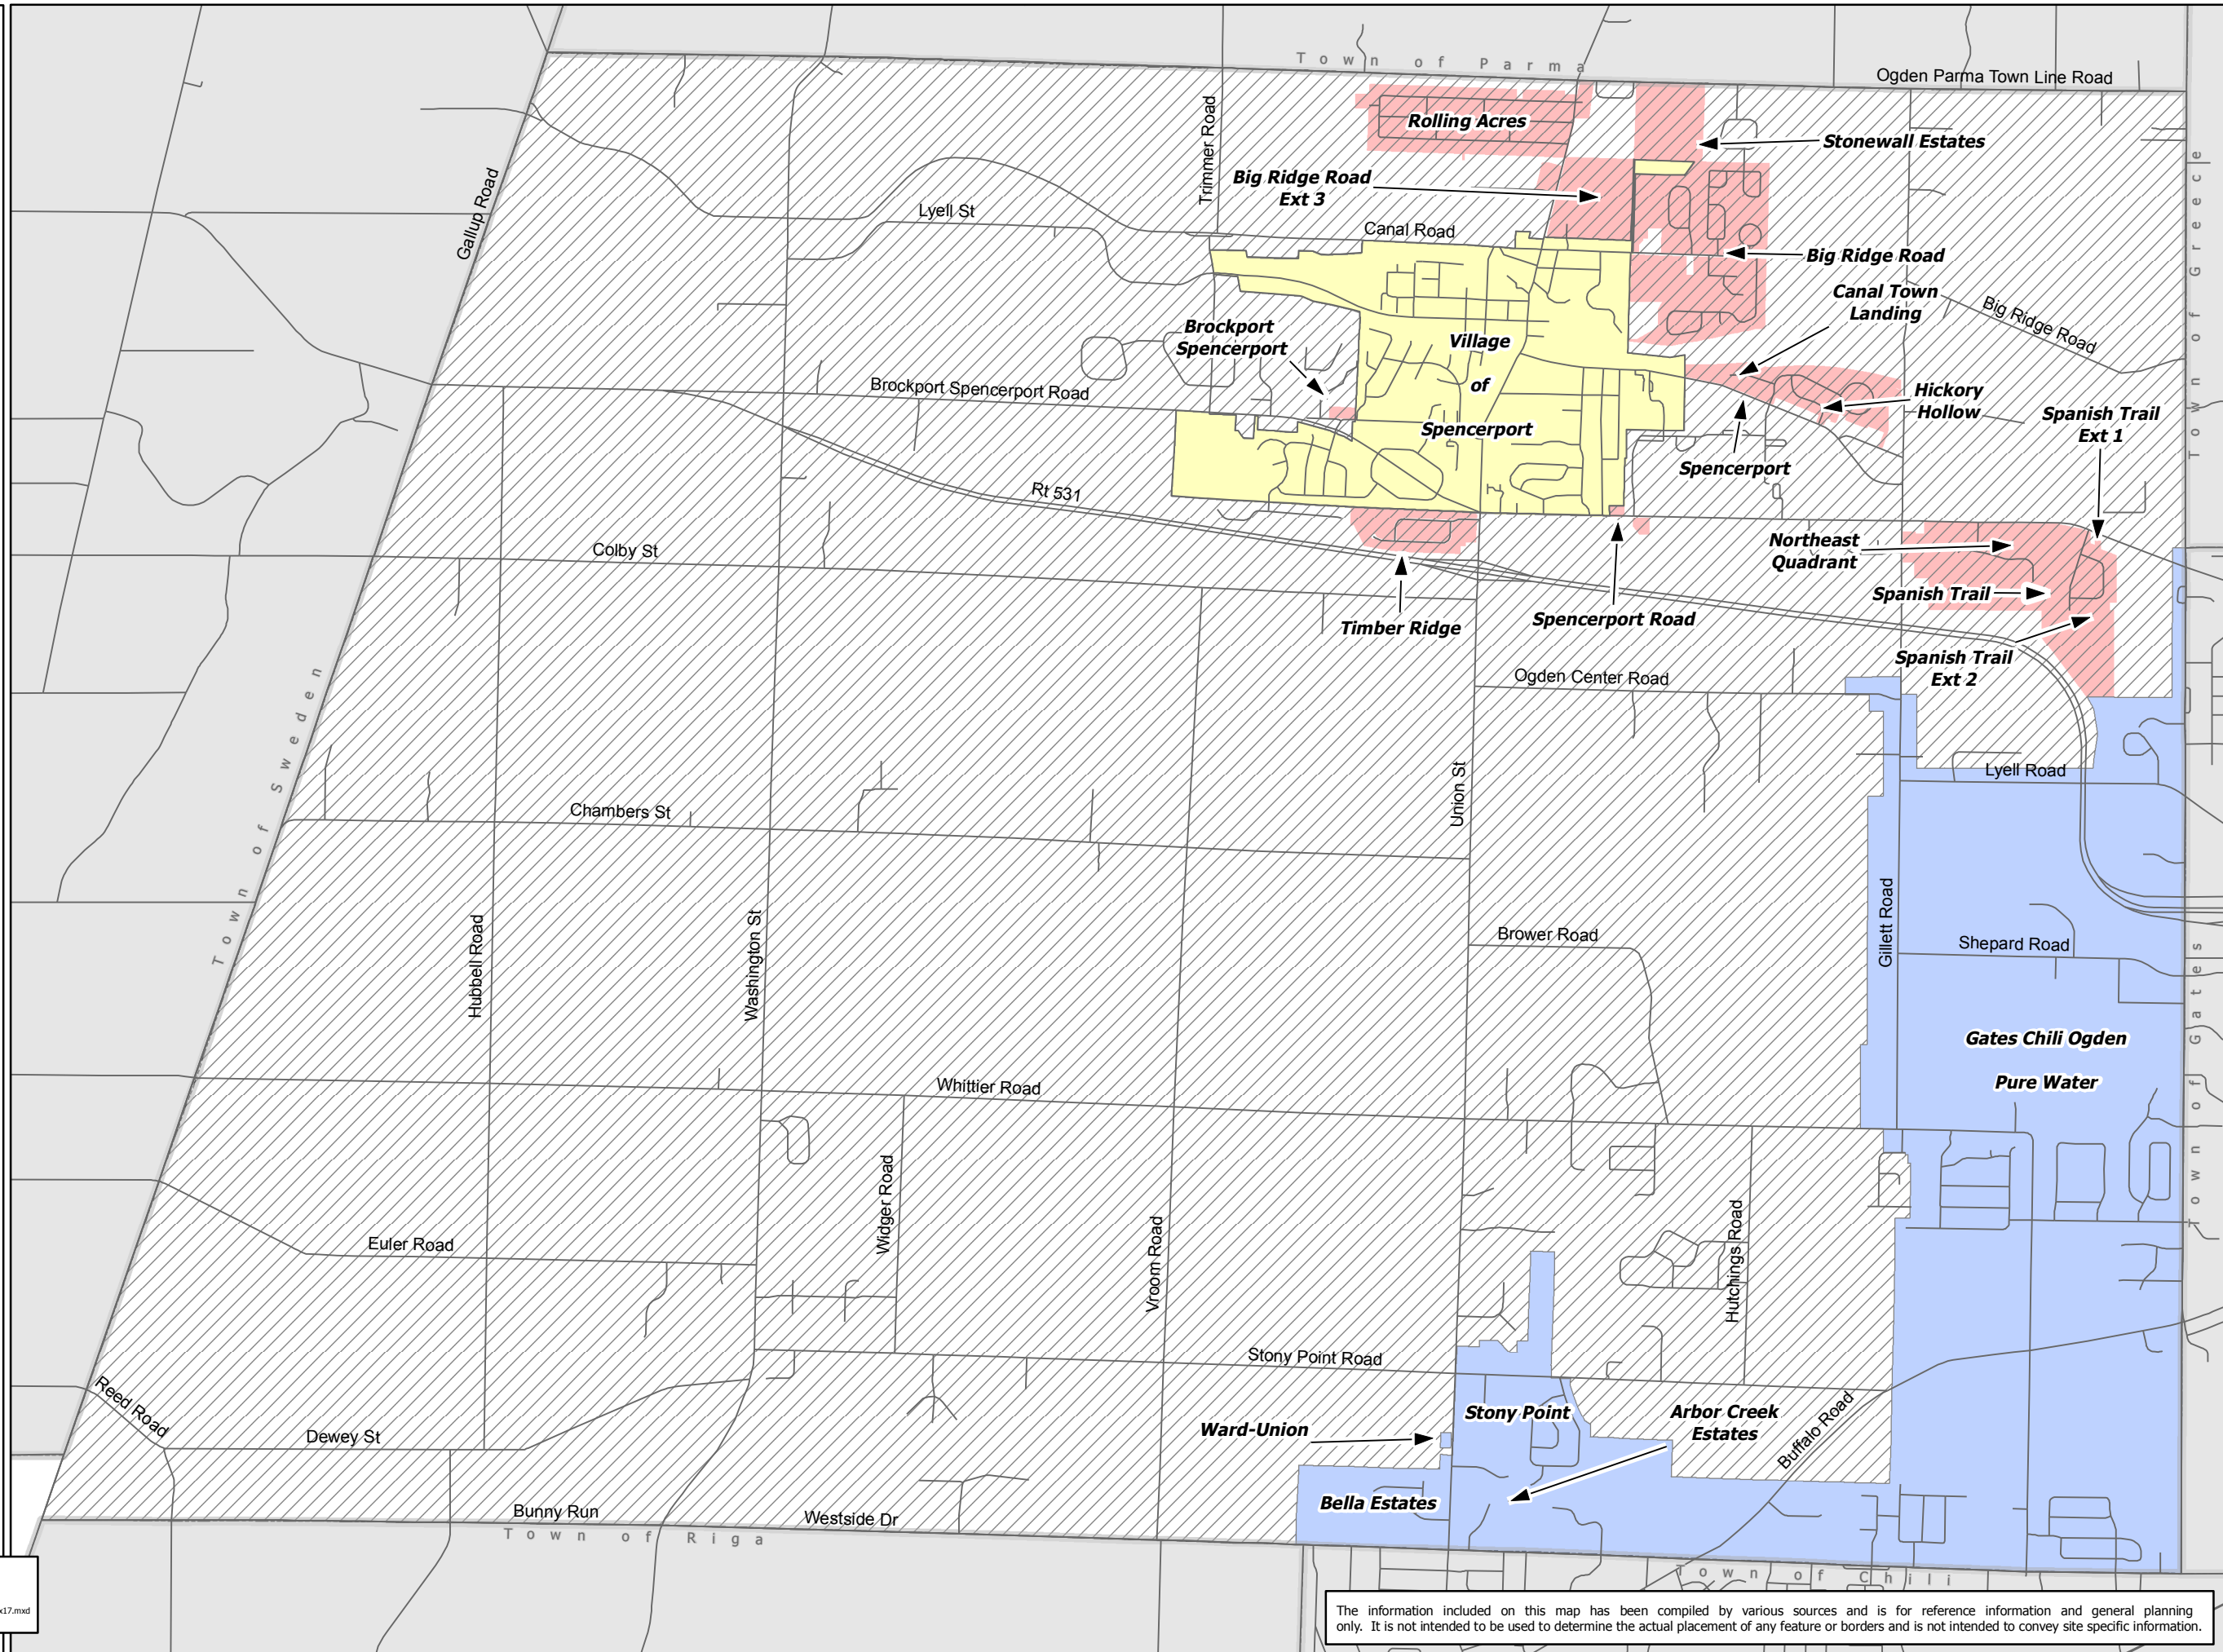 Town of Parma
Ogden Parma Town Line Road
Rolling Acres
Stonewall Estates
Trimmer Road
Big Ridge Road
Ext 3
Gallup Road
Lyell St
Canal Road
Town of Greece
Big Ridge Road
Canal Town
Landing
Big Ridge Road
Brockport
Spencerport
Village
of
Spencerport
Brockport Spencerport Road
Hickory
Hollow
Spanish Trail
Ext 1
Spencerport
Rt 531
Colby St
Northeast
Quadrant
Spanish Trail
Timber Ridge
Spencerport Road
Spanish Trail
Ext 2
Ogden Center Road
Town of Sweden
Lyell Road
Union St
Chambers St
Hubbell Road
Washington St
Brower Road
Gillett Road
Shepard Road
Town of Gates
Gates Chili Ogden
Pure Water
Whittier Road
Widger Road
Vroom Road
Hutchings Road
Euler Road
Stony Point Road
Reed Road
Dewey St
Ward-Union
Stony Point
Arbor Creek
Estates
Buffalo Road
Bella Estates
Bunny Run
Westside Dr
Town of Riga
Town of Chili
x17.mxd
The information included on this map has been compiled by various sources and is for reference information and general planning
only. It is not intended to be used to determine the actual placement of any feature or borders and is not intended to convey site specific information.